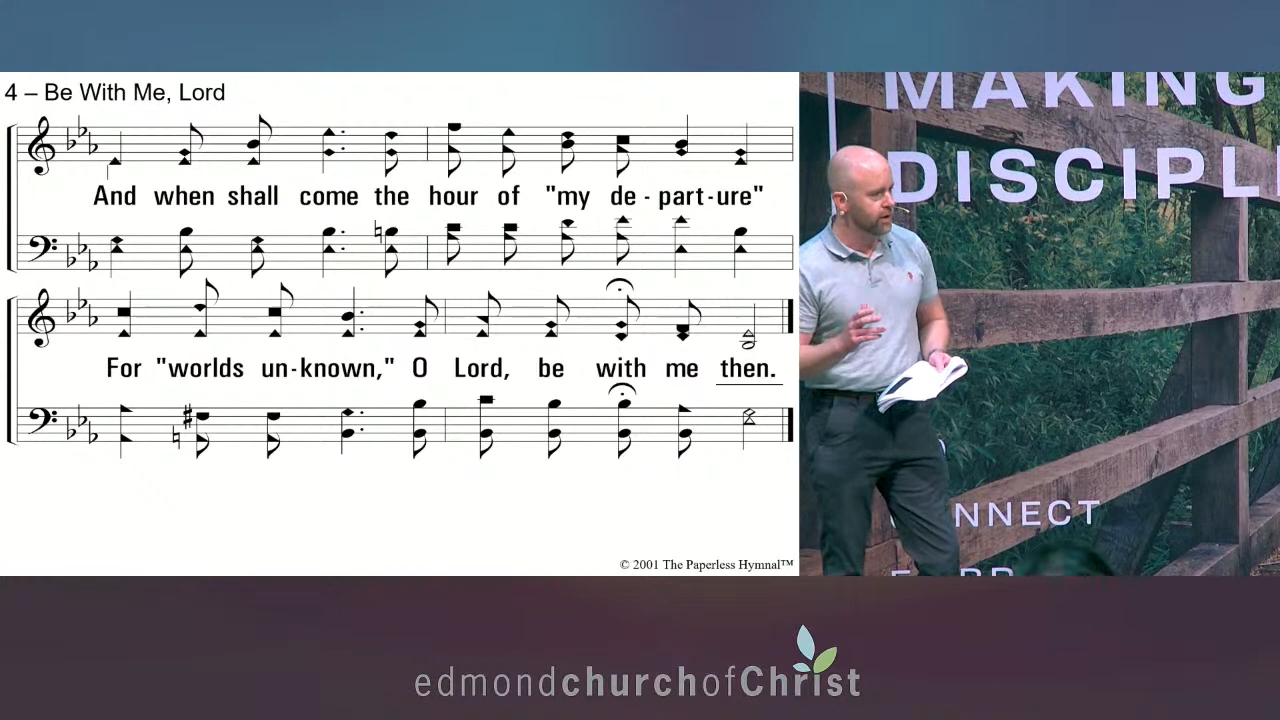 4 – Be With Me, Lord
And when shall come the hour of "my de - part - ure"
For "worlds un - known," O Lord, be with me then.
© 2001 The Paperless Hymnal™
MAKING
DISCIPL
NNECT
edmondchurchofChrist